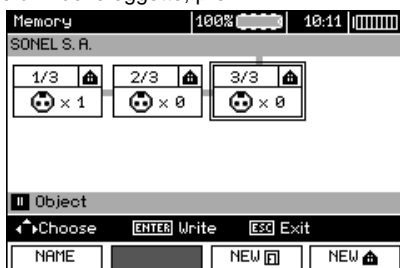 Memory 100% 10:11
SONEL S. A.
1/3 2/3 3/3
x 1 x 0 x 0
Object
Choose ENTER Write ESC Exit
NAME NEW NEW